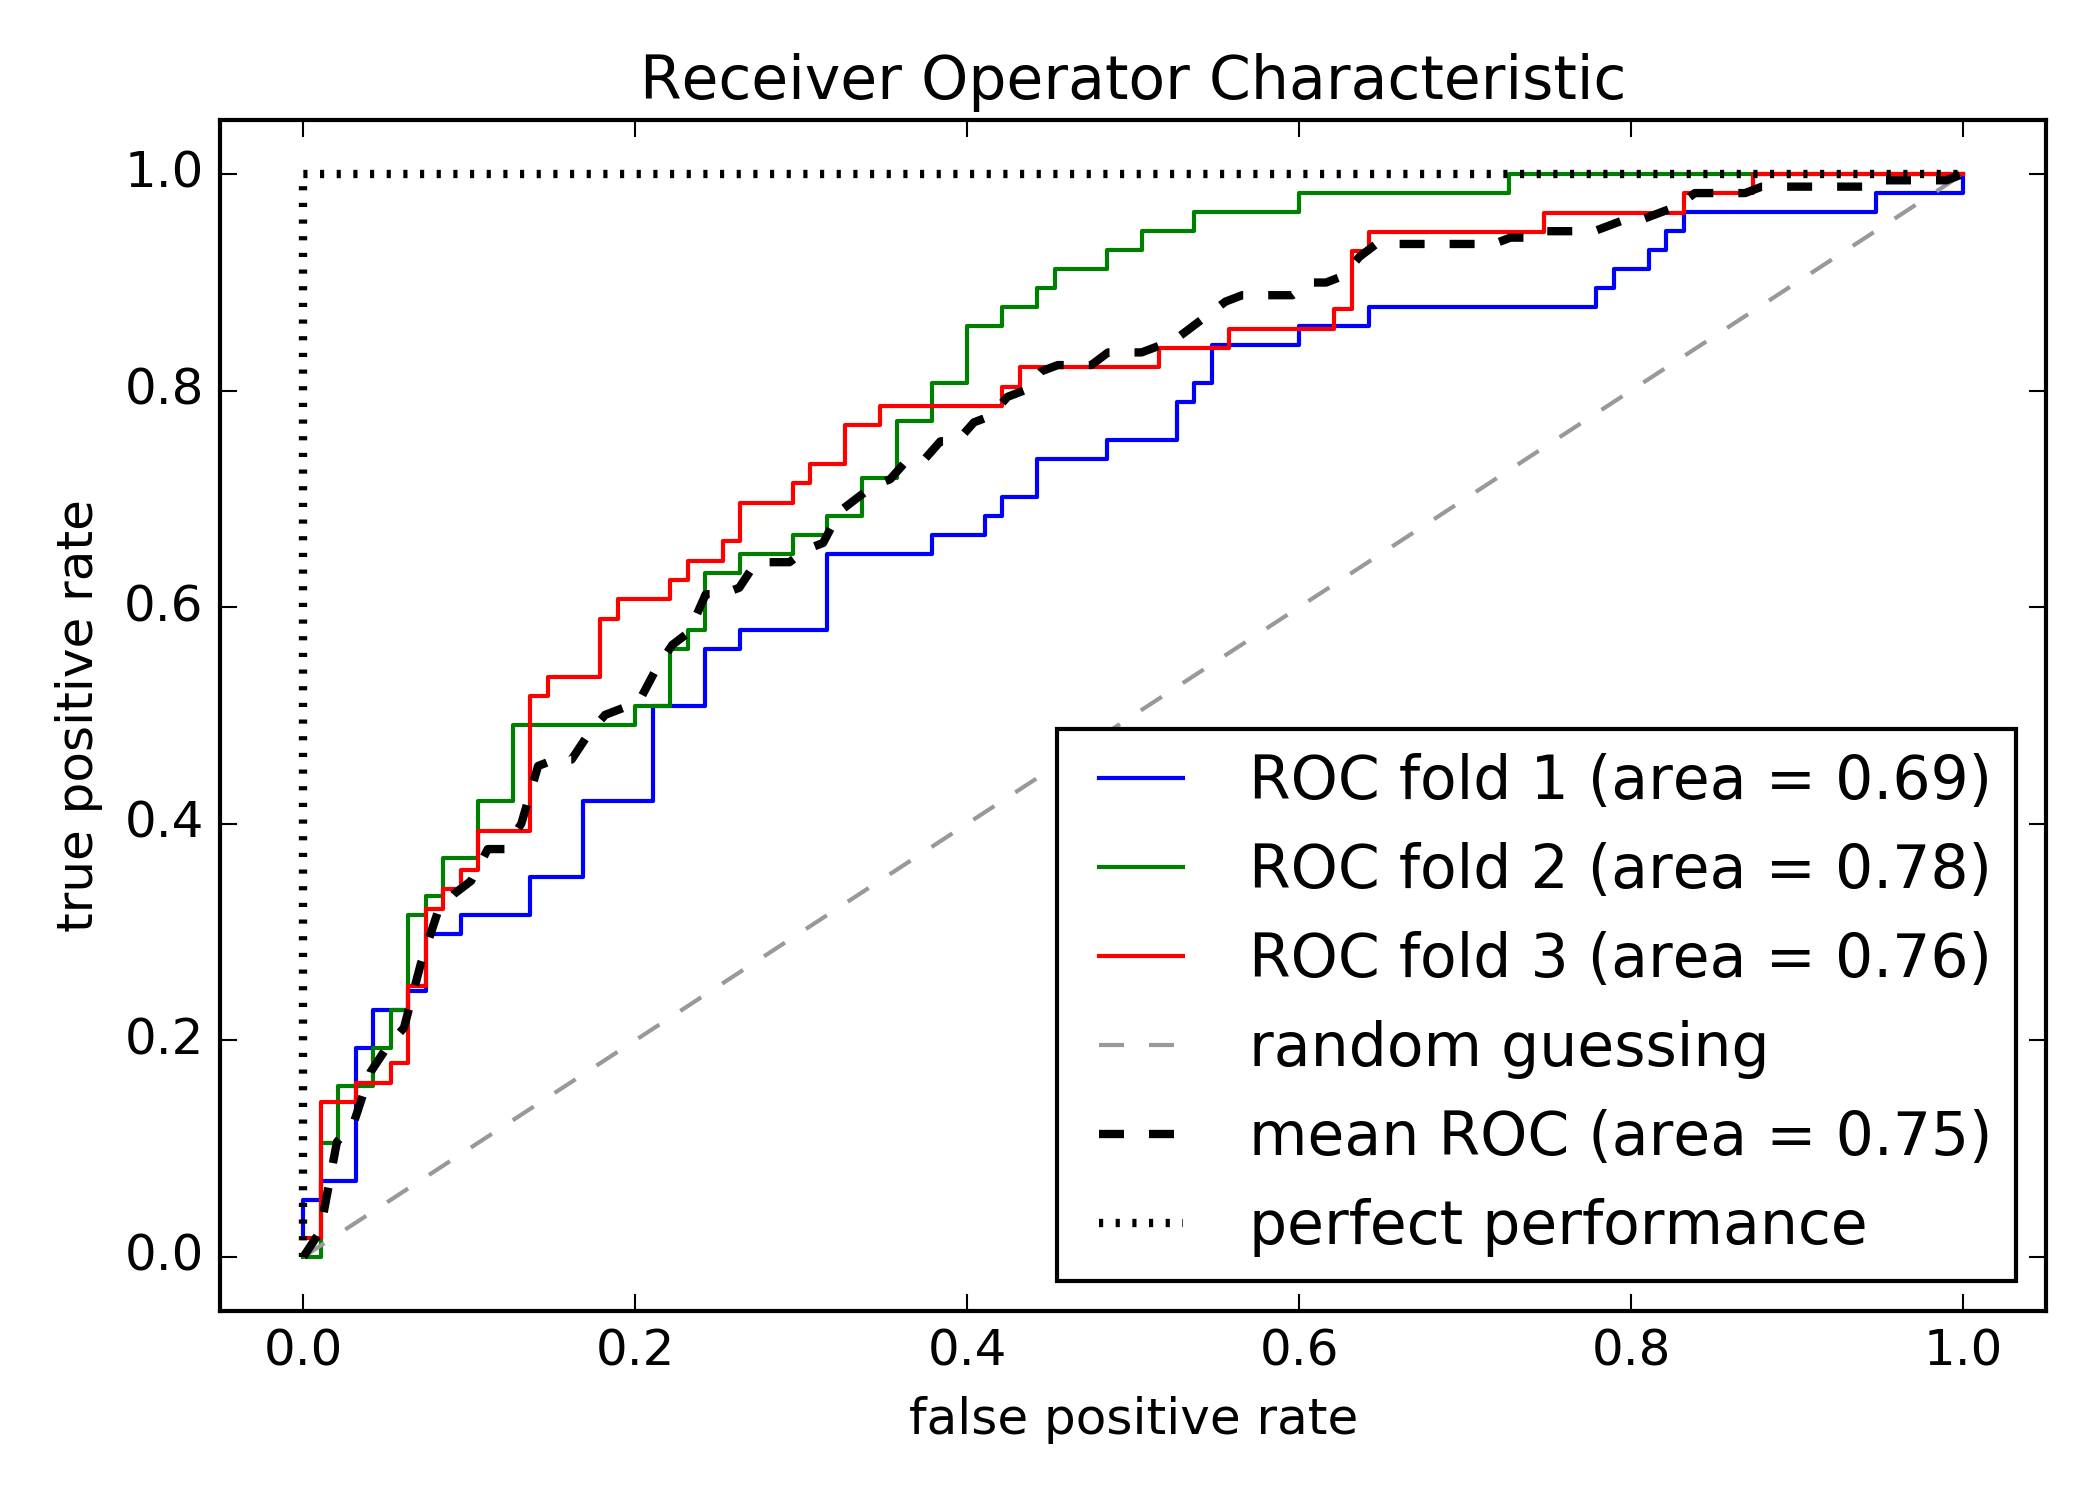 Receiver Operator Characteristic
1.0
0.8
0.6
0.4
0.2
0.0
true positive rate
ROC fold 1 (area = 0.69)
ROC fold 2 (area = 0.78)
ROC fold 3 (area = 0.76)
random guessing
mean ROC (area = 0.75)
perfect performance
0.0 0.2 0.4 0.6 0.8 1.0
false positive rate